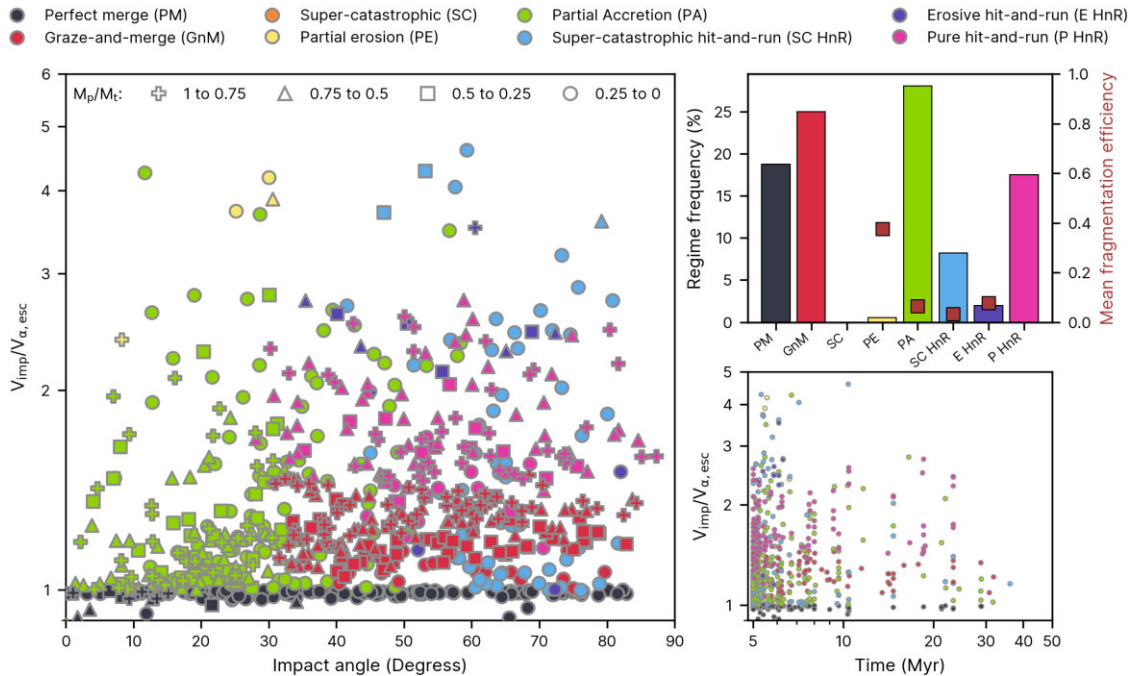 Perfect merge (PM)
Super-catastrophic (SC)
Partial Accretion (PA)
Erosive hit-and-run (E HnR)
Graze-and-merge (GnM)
Partial erosion (PE)
Super-catastrophic hit-and-run (SC HnR)
Pure hit-and-run (P HnR)
Mp/Mt:
1 to 0.75
0.75 to 0.5
0.5 to 0.25
0.25 to 0
6
5
4
3
2
1
Vimp/Vα,esc
0 10 20 30 40 50 60 70 80 90
Impact angle (Degress)
25
20
15
10
5
0
Regime frequency (%)
1.0
0.8
0.6
0.4
0.2
0.0
Mean fragmentation efficiency
PM GnM SC PE PA SC HnR E HnR P HnR
5
4
3
2
1
Vimp/Vα,esc
5 10 20 30 50
Time (Myr)